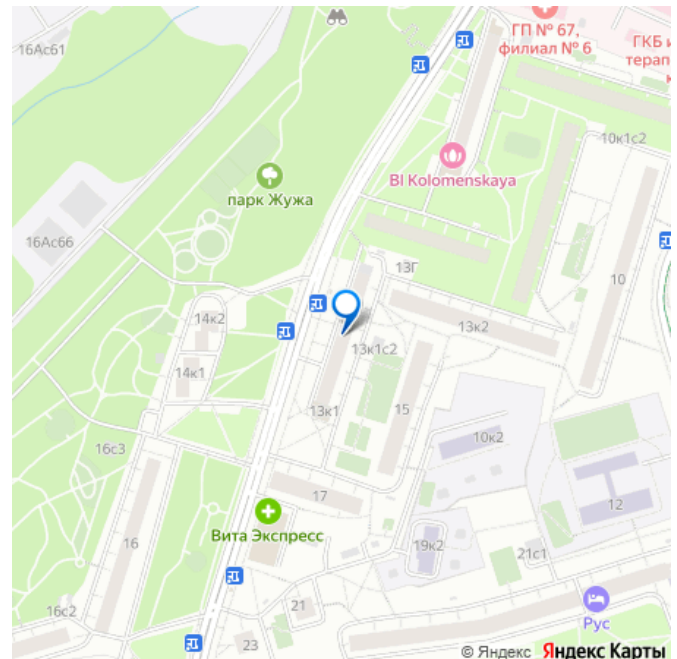 16Ас61
ГП № 67,
филиал № 6
ГКБ и
терап
к
BI Kolomenskaya
10к1с2
парк Жужа
16Ас66
13Г
10
14к2
13к2
13к1с2
14к1
13к1
15
16с3
10к2
17
12
Вита Экспресс
16
19к2
21с1
16с2
21
Рус
23
© Яндекс Яндекс Карты